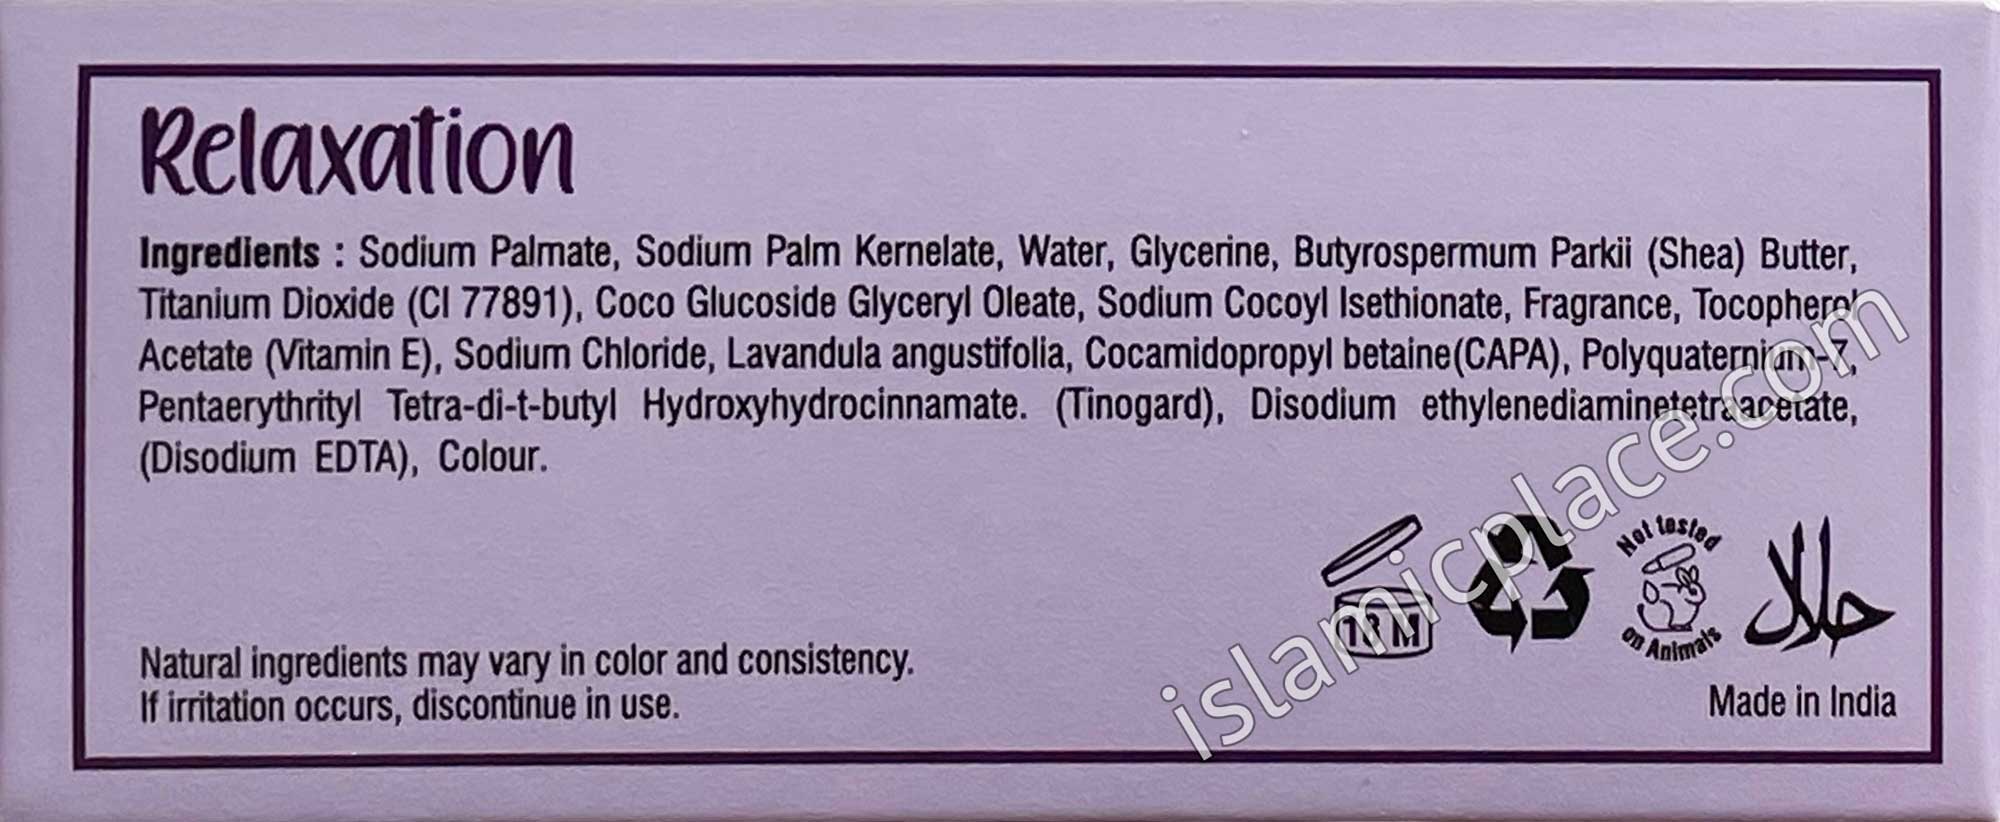 Relaxation
Ingredients : Sodium Palmate, Sodium Palm Kernelate, Water, Glycerine, Butyrospermum Parkii (Shea) Butter,
Titanium Dioxide (CI 77891), Coco Glucoside Glyceryl Oleate, Sodium Cocoyl Isethionate, Fragrance, Tocopherol
Acetate (Vitamin E), Sodium Chloride, Lavandula angustifolia, Cocamidopropyl betaine(CAPA), Polyquaternium-7,
Pentaerythrityl Tetra-di-t-butyl Hydroxyhydrocinnamate. (Tinogard), Disodium ethylenediaminetetraacetate,
(Disodium EDTA), Colour.
Natural ingredients may vary in color and consistency.
If irritation occurs, discontinue in use.
18 M
Not tested
on Animals
حلال
Made in India
islamicplace.com